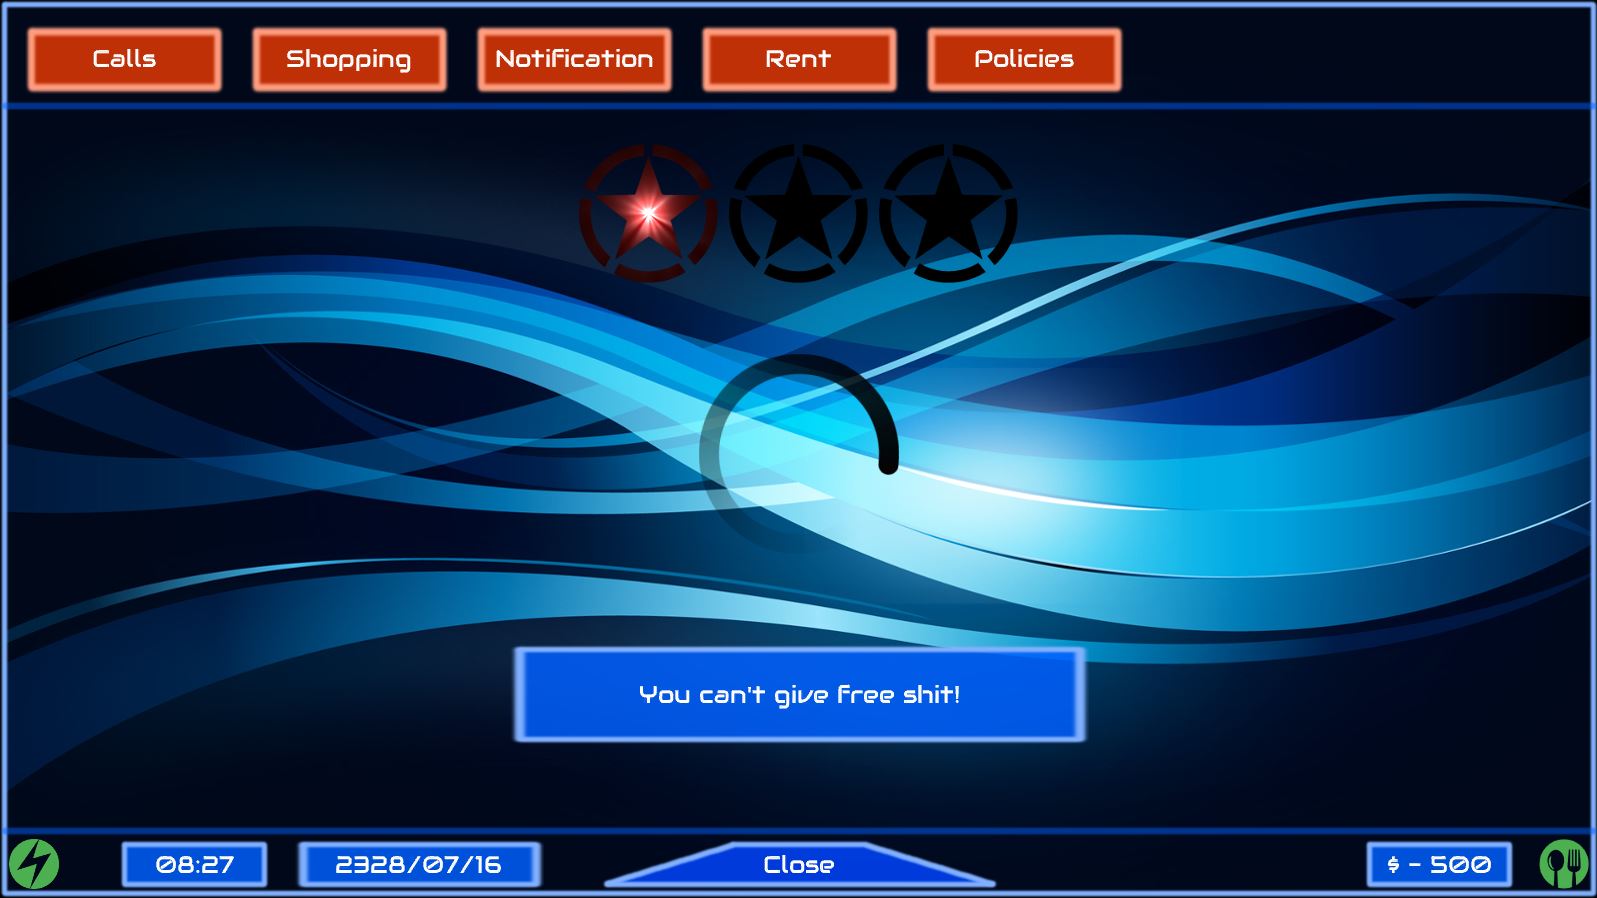 Calls
Shopping
Notification
Rent
Policies
You can't give free shit!
08:27
2328/07/16
Close
$ - 500